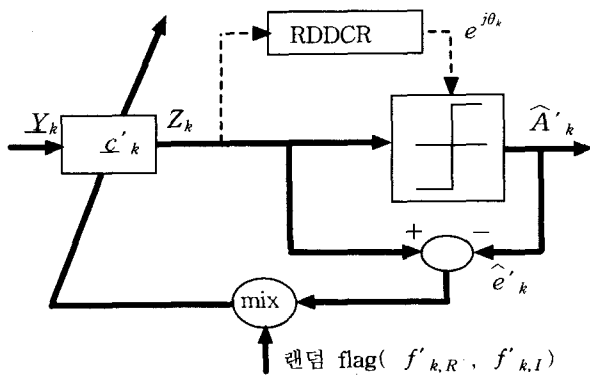 RDDCR
e^{jθ_k}
Y_k
c'_k
Z_k
Â'_k
+
−
ê'_k
mix
랜덤 flag( f'_{k,R} , f'_{k,I})